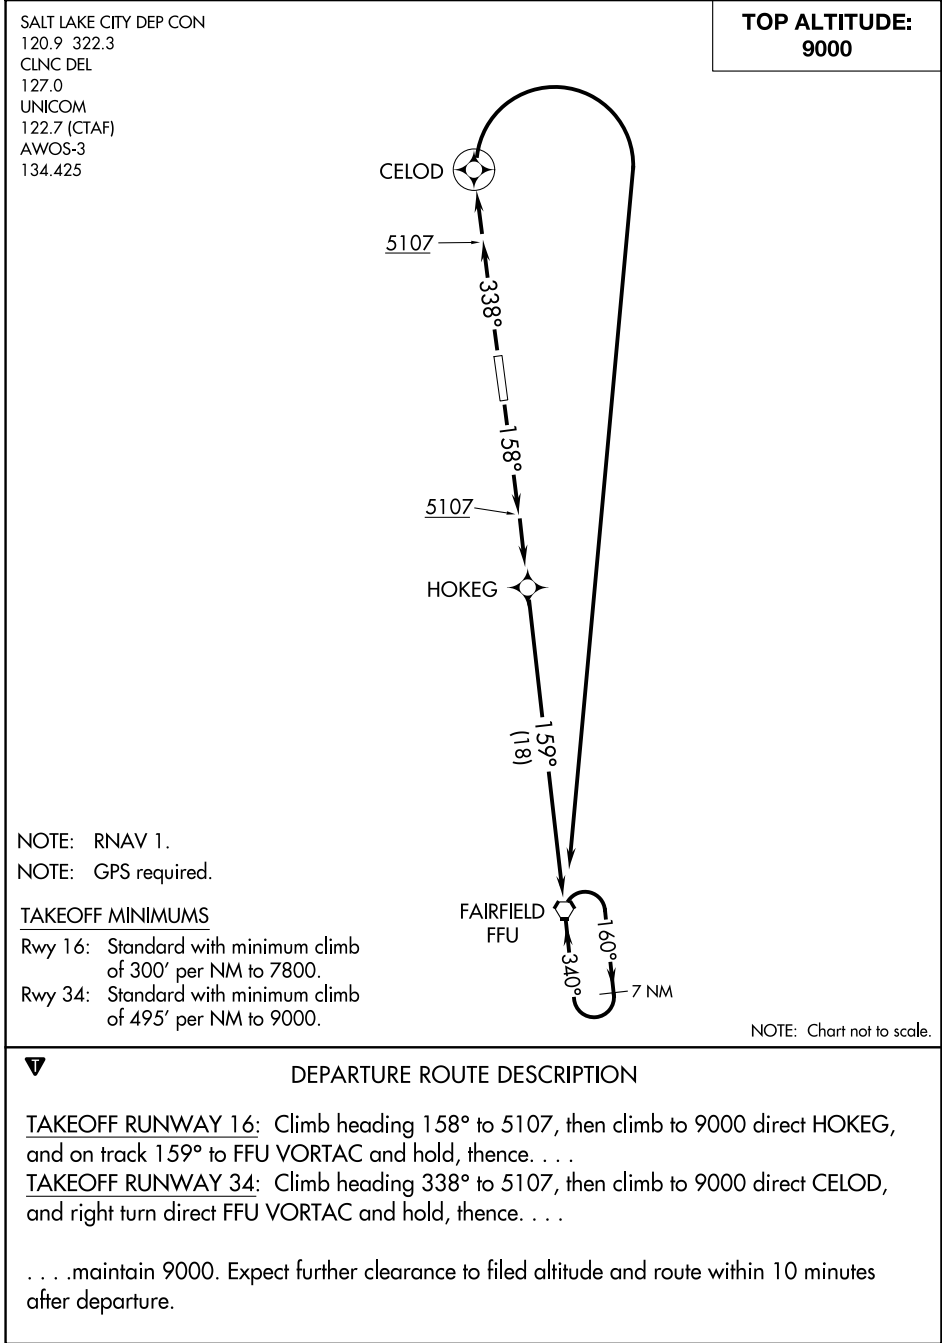 SALT LAKE CITY DEP CON
120.9 322.3
CLNC DEL
127.0
UNICOM
122.7 (CTAF)
AWOS-3
134.425
TOP ALTITUDE:
9000
CELOD
5107
338°
158°
5107
HOKEG
159°
(18)
NOTE: RNAV 1.
NOTE: GPS required.
TAKEOFF MINIMUMS
Rwy 16: Standard with minimum climb
of 300' per NM to 7800.
Rwy 34: Standard with minimum climb
of 495' per NM to 9000.
FAIRFIELD
FFU
160°
340°
7 NM
NOTE: Chart not to scale.
T
DEPARTURE ROUTE DESCRIPTION
TAKEOFF RUNWAY 16: Climb heading 158° to 5107, then climb to 9000 direct HOKEG,
and on track 159° to FFU VORTAC and hold, thence. . . .
TAKEOFF RUNWAY 34: Climb heading 338° to 5107, then climb to 9000 direct CELOD,
and right turn direct FFU VORTAC and hold, thence. . . .
. . . .maintain 9000. Expect further clearance to filed altitude and route within 10 minutes
after departure.